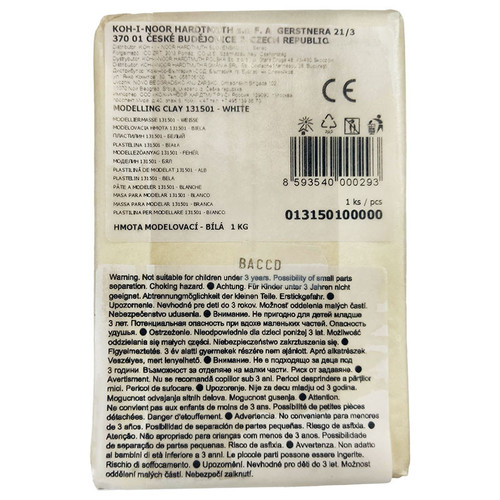 KOH-I-NOOR HARDTMUTH a.s. F. A. GERSTNERA 21/3
370 01 ČESKÉ BUDĚJOVICE CZECH REPUBLIC
CE
MODELLING CLAY 131501 - WHITE
MODELLIERMASSE 131501 - WEISSE
MODELOVACIA HMOTA 131501 - BIELA
ПЛАСТИЛИН 131501 - БЕЛЫЙ
PLASTELINA 131501 - BIAŁA
MODELLEZŐANYAG 131501 - FEHÉR
МОДЕЛИН 131501 - БЯЛ
PLASTILINĂ DE MODELAT 131501 - ALB
PLASTELIN 131501 - BELA
PÂTE A MODELER 131501 - BLANCHE
MASA PARA MODELAR 131501 - BLANCO
MASSA PARA MODELAR 131501 - BRANCA
PLASTILINA PER MODELLARE 131501 - BIANCO
8 593540 000293
1 ks / pcs
013150100000
HMOTA MODELOVACÍ - BÍLÁ 1 KG
BACCD
Warning. Not suitable for children under 3 years. Possibility of small parts
separation. Choking hazard. Achtung. Für Kinder unter 3 Jahren nicht
geeignet. Abtrennungmöglichkeit der kleinen Teile. Erstickgefahr.
Upozornenie. Nevhodné pre deti do 3 rokov. Možnosť oddelenia malých častí.
Nebezpečenstvo udusenia. Внимание. Не пригодно для детей младше
3 лет. Потенциальная опасность при вдохе маленьких частей. Опасность
удушья. Ostrzeżenie. Nieodpowiednie dla dzieci poniżej 3 lat. Możliwość
oddzielania się małych części. Niebezpieczeństwo zakrztuszenia się.
Figyelmeztetés. 3 év alatti gyermekek részére nem ajánlott. Apró alkatrészek.
Veszélyes, mert lenyelhető. Внимание. Не е подходящо за деца под
3 години. Възможност за отделяне на малки части. Риск от задавяне.
Avertisment. Nu se recomandă copiilor sub 3 ani. Pericol desprindere a părţilor
mici. Pericol de sufocare. Upozorenje. Nije za decu mladju od 3 godina.
Mogucnost odvajanja sitnih delova. Mogucnost gusenja. Attention.
Ne convient pas aux enfants de moins de 3 ans. Possibilité de petites pièces
détachées. Danger d'étouffement. Advertencia. No conveniente para menores
de 3 años. Posibilidad de separación de partes pequeñas. Riesgo de asfixia.
Atenção. Não apropriado para crianças com menos de 3 anos. Possibilidade de
separação de partes pequenas. Risco de asfixia. Avvertenza. Non adatto
ai bambini di età inferiore a 3 anni. Le piccole parti possono essere staccati.
Rischio di soffocamento. Upozornění. Není vhodné pro děti do 3 let. Možnost
oddělení malých částí. Nebezpečí zalknutí.